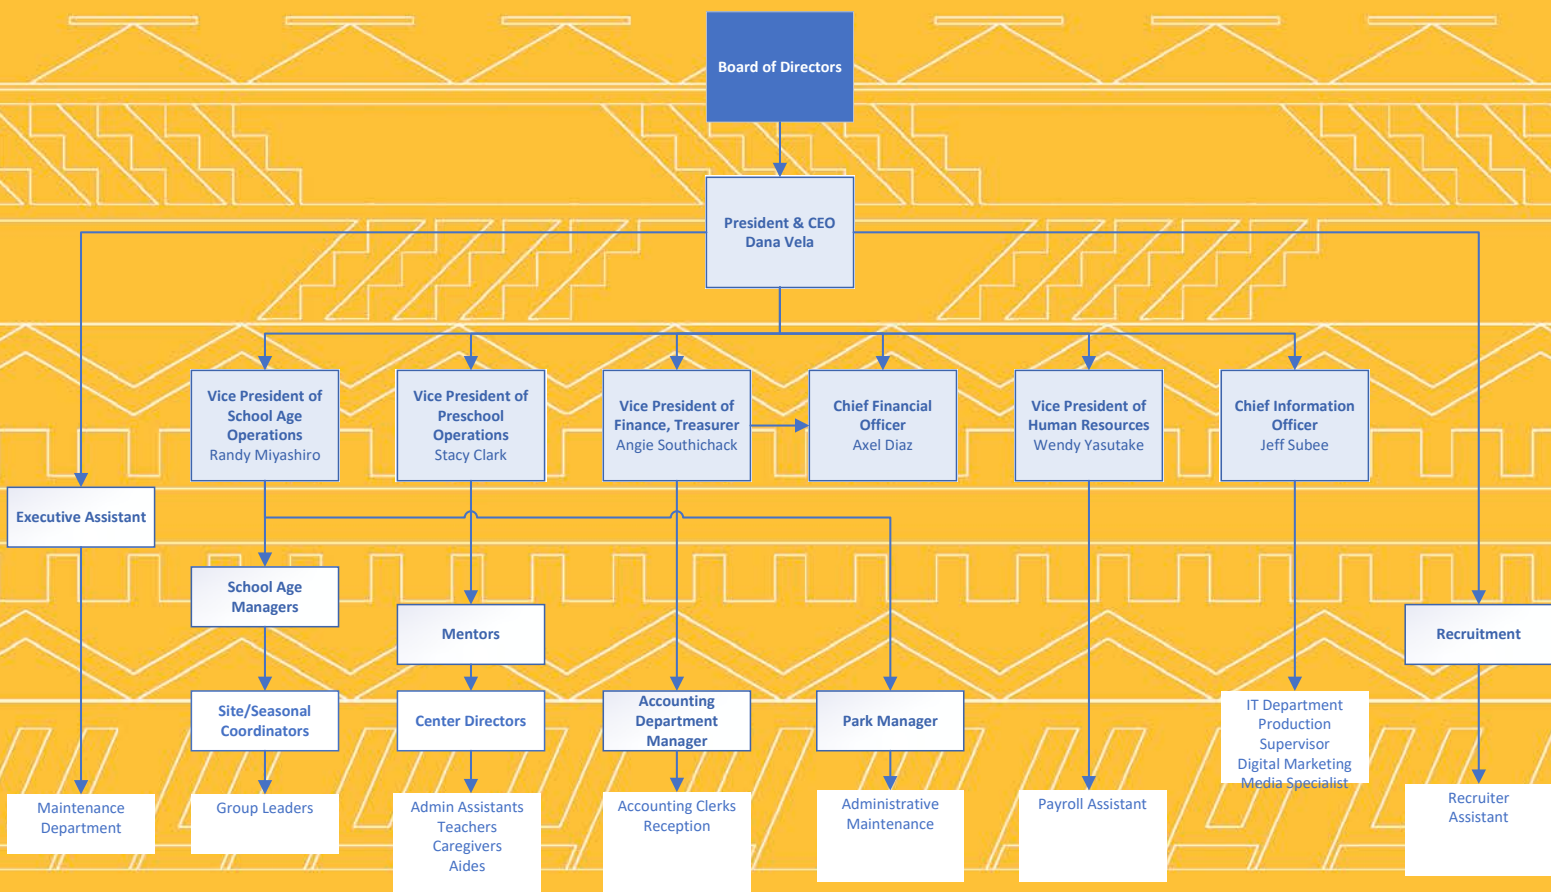 Board of Directors
President & CEO
Dana Vela
Vice President of
School Age
Operations
Randy Miyashiro
Vice President of
Preschool
Operations
Stacy Clark
Vice President of
Finance, Treasurer
Angie Southichack
Chief Financial
Officer
Axel Diaz
Vice President of
Human Resources
Wendy Yasutake
Chief Information
Officer
Jeff Subee
Executive Assistant
School Age
Managers
Mentors
Recruitment
Site/Seasonal
Coordinators
Center Directors
Accounting
Department
Manager
Park Manager
IT Department
Production
Supervisor
Digital Marketing
Media Specialist
Maintenance
Department
Group Leaders
Admin Assistants
Teachers
Caregivers
Aides
Accounting Clerks
Reception
Administrative
Maintenance
Payroll Assistant
Recruiter
Assistant